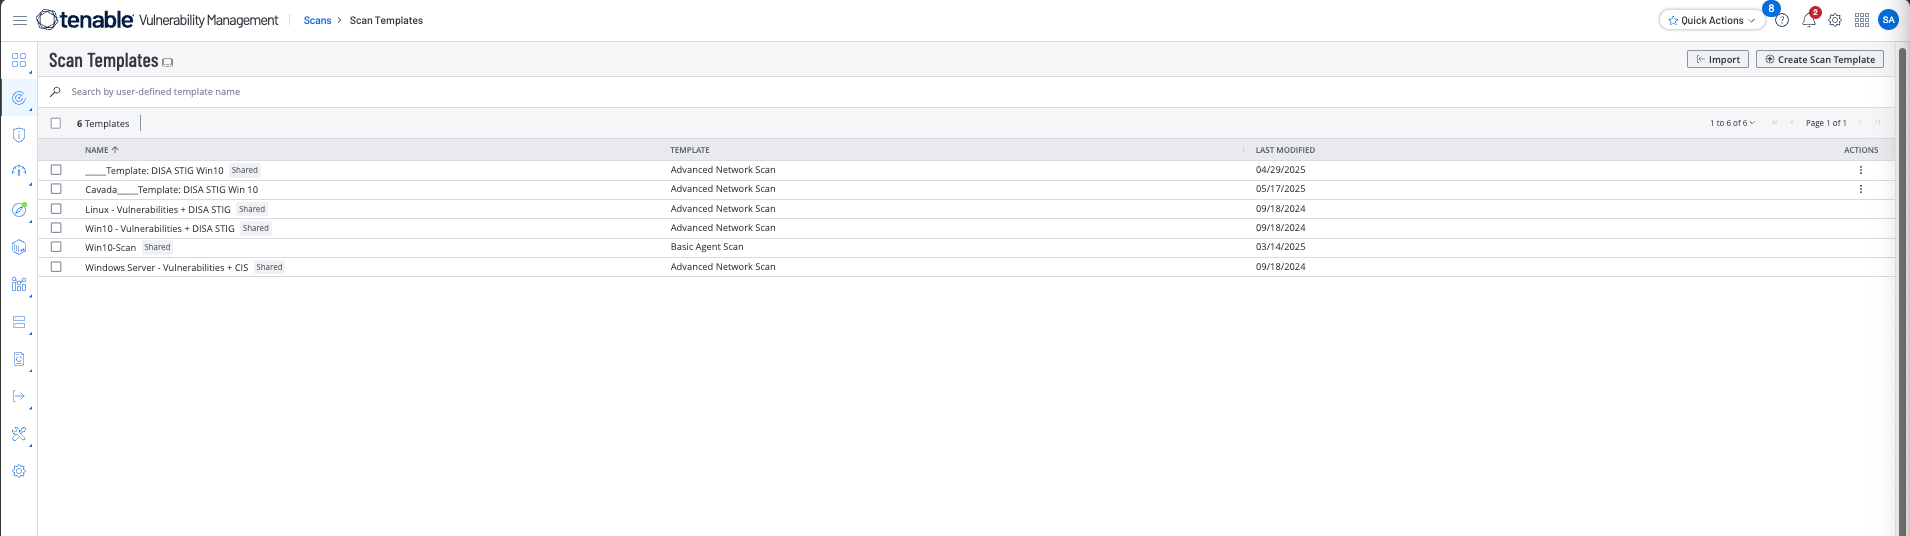 tenable Vulnerability Management Scans > Scan Templates Quick Actions 8 2 SA
Scan Templates Import Create Scan Template
Search by user-defined template name
6 Templates 1 to 6 of 6 Page 1 of 1
NAME TEMPLATE LAST MODIFIED ACTIONS
_____Template: DISA STIG Win10 Shared Advanced Network Scan 04/29/2025
Cavada_____Template: DISA STIG Win 10 Advanced Network Scan 05/17/2025
Linux - Vulnerabilities + DISA STIG Shared Advanced Network Scan 09/18/2024
Win10 - Vulnerabilities + DISA STIG Shared Advanced Network Scan 09/18/2024
Win10-Scan Shared Basic Agent Scan 03/14/2025
Windows Server - Vulnerabilities + CIS Shared Advanced Network Scan 09/18/2024